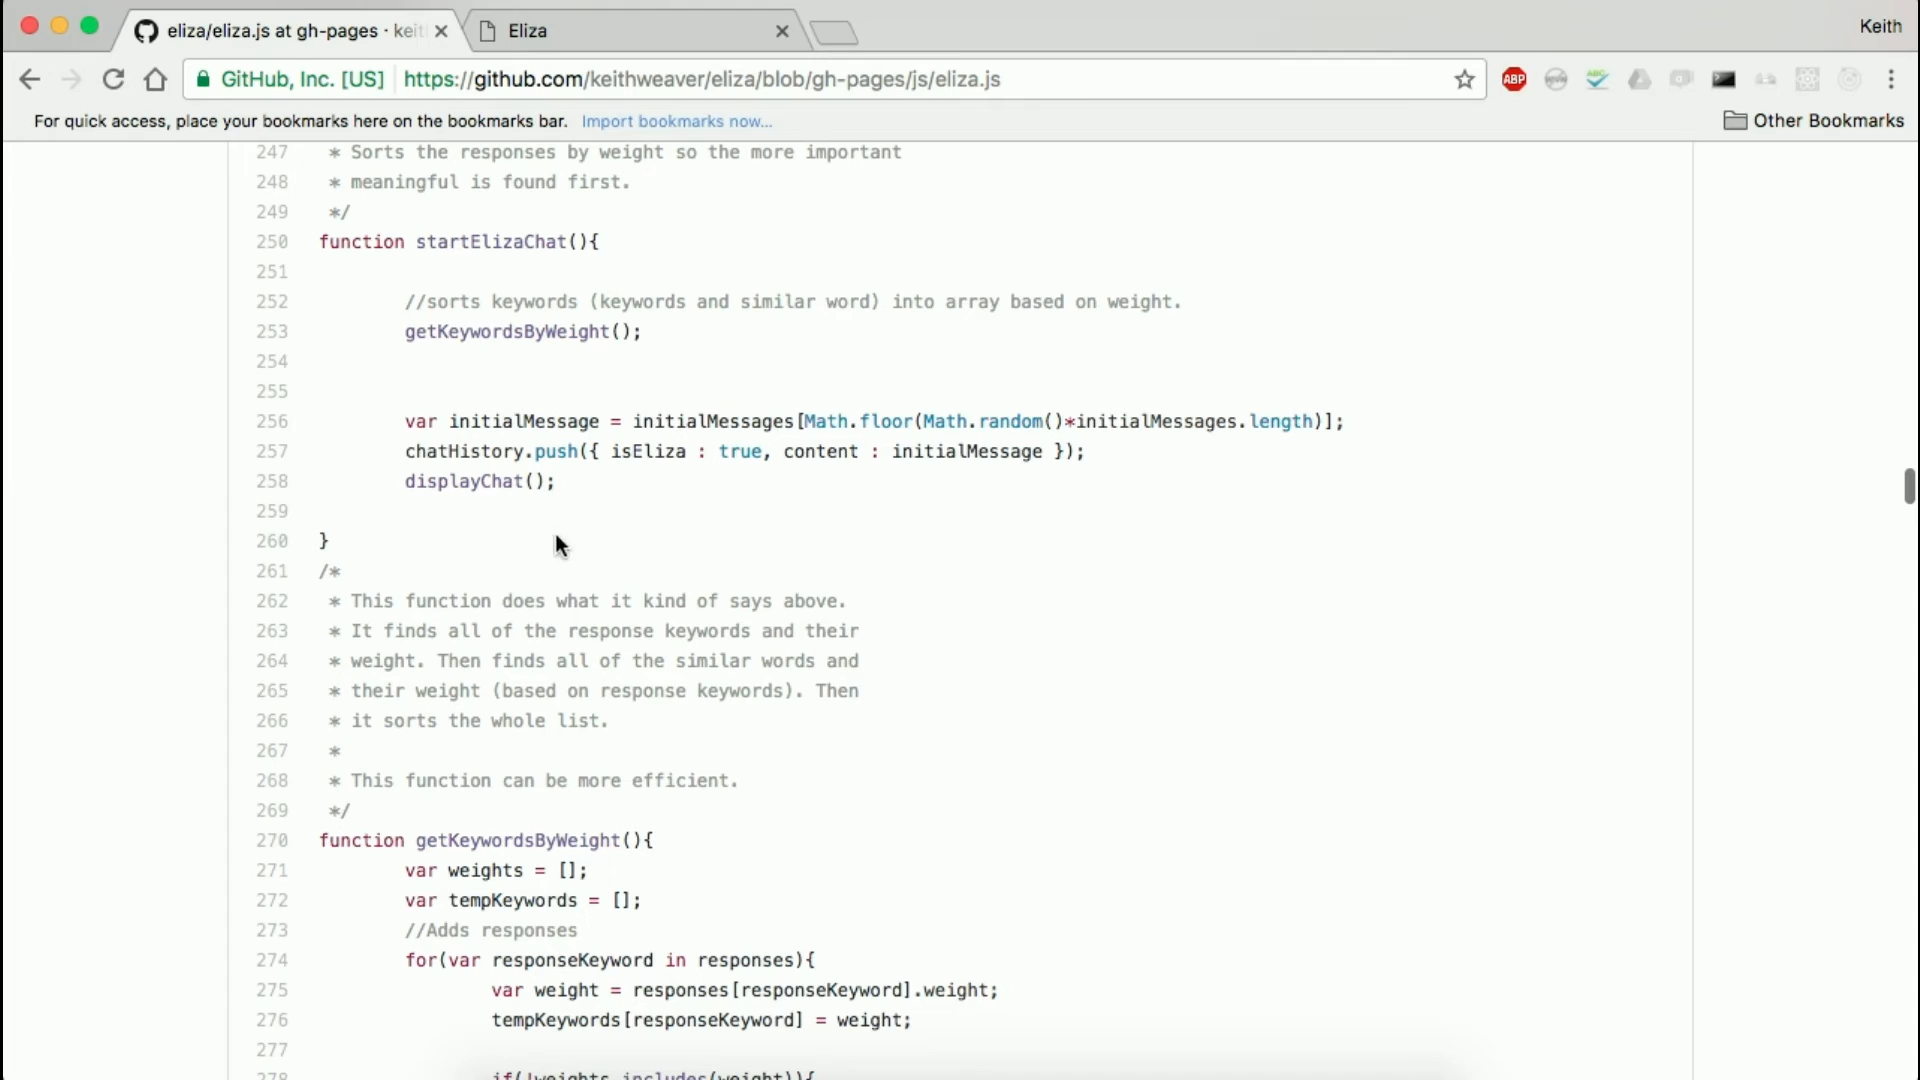 eliza/eliza.js at gh-pages · keit
Eliza
Keith
GitHub, Inc. [US]
https://github.com/keithweaver/eliza/blob/gh-pages/js/eliza.js
ABP
For quick access, place your bookmarks here on the bookmarks bar. Import bookmarks now...
Other Bookmarks
247 * Sorts the responses by weight so the more important
248 * meaningful is found first.
249 */
250 function startElizaChat(){
251
252 //sorts keywords (keywords and similar word) into array based on weight.
253 getKeywordsByWeight();
254
255
256 var initialMessage = initialMessages[Math.floor(Math.random()*initialMessages.length)];
257 chatHistory.push({ isEliza : true, content : initialMessage });
258 displayChat();
259
260 }
261 /*
262 * This function does what it kind of says above.
263 * It finds all of the response keywords and their
264 * weight. Then finds all of the similar words and
265 * their weight (based on response keywords). Then
266 * it sorts the whole list.
267 *
268 * This function can be more efficient.
269 */
270 function getKeywordsByWeight(){
271 var weights = [];
272 var tempKeywords = [];
273 //Adds responses
274 for(var responseKeyword in responses){
275 var weight = responses[responseKeyword].weight;
276 tempKeywords[responseKeyword] = weight;
277
278 if(!weights.includes(weight)){